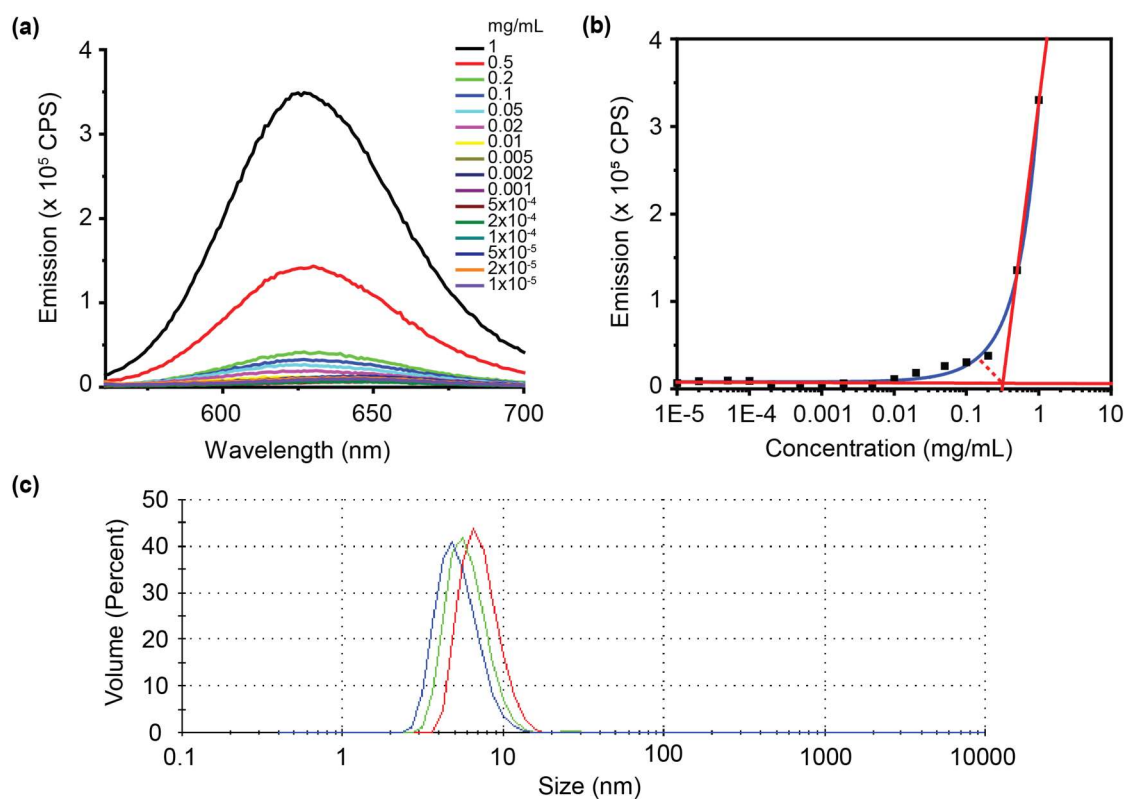 (a)
mg/mL
1
0.5
0.2
0.1
0.05
0.02
0.01
0.005
0.002
0.001
5x10⁻⁴
2x10⁻⁴
1x10⁻⁴
5x10⁻⁵
2x10⁻⁵
1x10⁻⁵
4
3
2
1
0
Emission (x 10⁵ CPS)
600 650 700
Wavelength (nm)
(b)
4
3
2
1
0
Emission (x 10⁵ CPS)
1E-5 1E-4 0.001 0.01 0.1 1 10
Concentration (mg/mL)
(c)
50
40
30
20
10
0
Volume (Percent)
0.1 1 10 100 1000 10000
Size (nm)